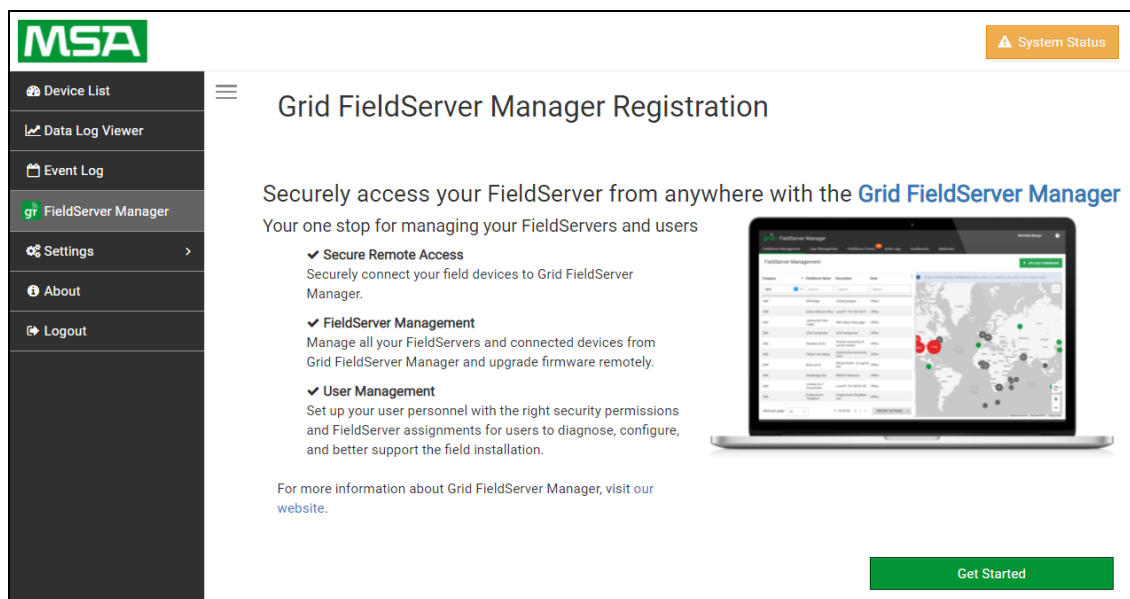 MSA
System Status
Device List
Data Log Viewer
Event Log
gr FieldServer Manager
Settings
About
Logout
Grid FieldServer Manager Registration
Securely access your FieldServer from anywhere with the Grid FieldServer Manager
Your one stop for managing your FieldServers and users
Secure Remote Access
Securely connect your field devices to Grid FieldServer
Manager.
FieldServer Management
Manage all your FieldServers and connected devices from
Grid FieldServer Manager and upgrade firmware remotely.
User Management
Set up your user personnel with the right security permissions
and FieldServer assignments for users to diagnose, configure,
and better support the field installation.
For more information about Grid FieldServer Manager, visit our
website.
FieldServer Manager
FieldServer Management
Get Started